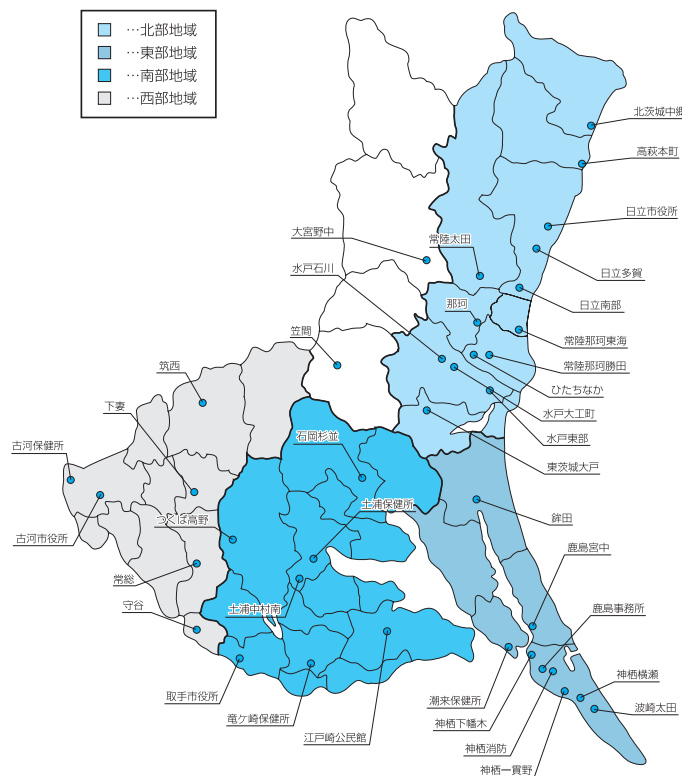 …北部地域
…東部地域
…南部地域
…西部地域
北茨城中郷
高萩本町
日立市役所
大宮野中
常陸太田
水戸石川
日立多賀
那珂
日立南部
笠間
常陸那珂東海
常陸那珂勝田
筑西
ひたちなか
下妻
水戸大工町
石岡杉並
水戸東部
古河保健所
東茨城大戸
土浦保健所
つくば高野
鉾田
古河市役所
鹿島宮中
常総
守谷
土浦中村南
鹿島事務所
神栖横瀬
取手市役所
潮来保健所
波崎太田
竜ケ崎保健所
神栖下幡木
江戸崎公民館
神栖消防
神栖一貫野